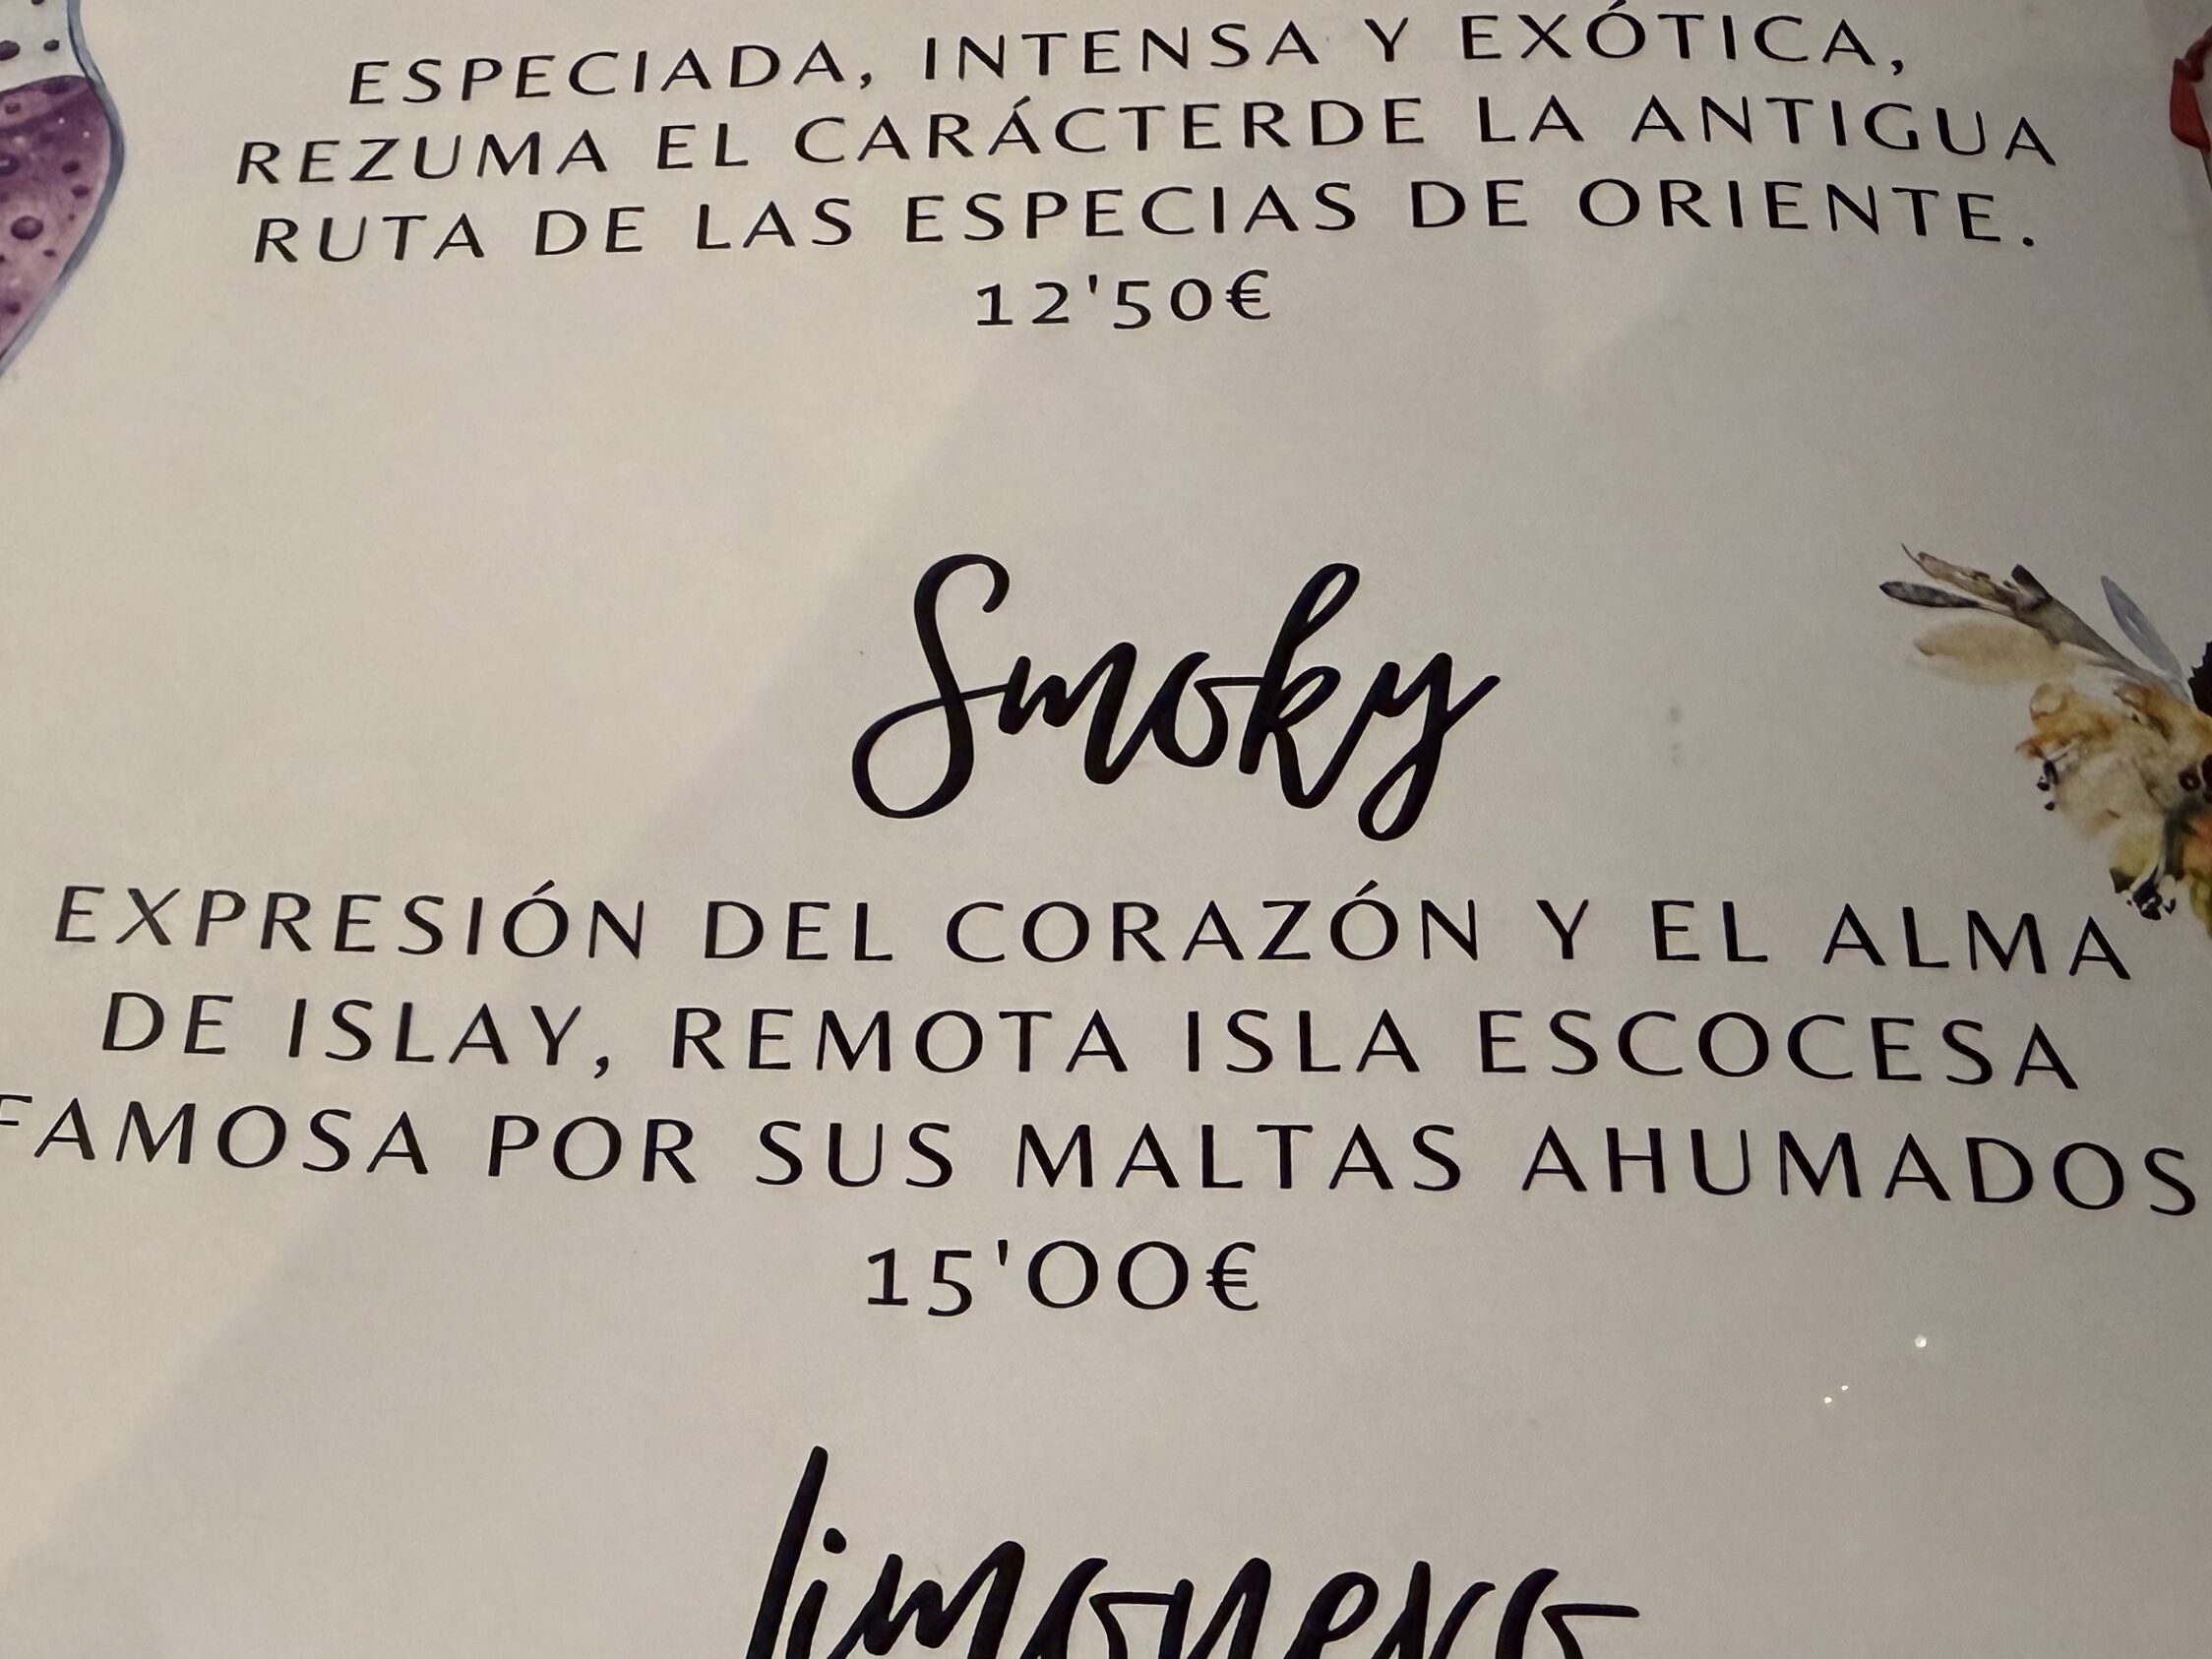 ESPECIADA, INTENSA Y EXÓTICA,
REZUMA EL CARÁCTERDE LA ANTIGUA
RUTA DE LAS ESPECIAS DE ORIENTE.
12'50€
Smoky
EXPRESIÓN DEL CORAZÓN Y EL ALMA
DE ISLAY, REMOTA ISLA ESCOCESA
FAMOSA POR SUS MALTAS AHUMADOS
15'00€
limonero